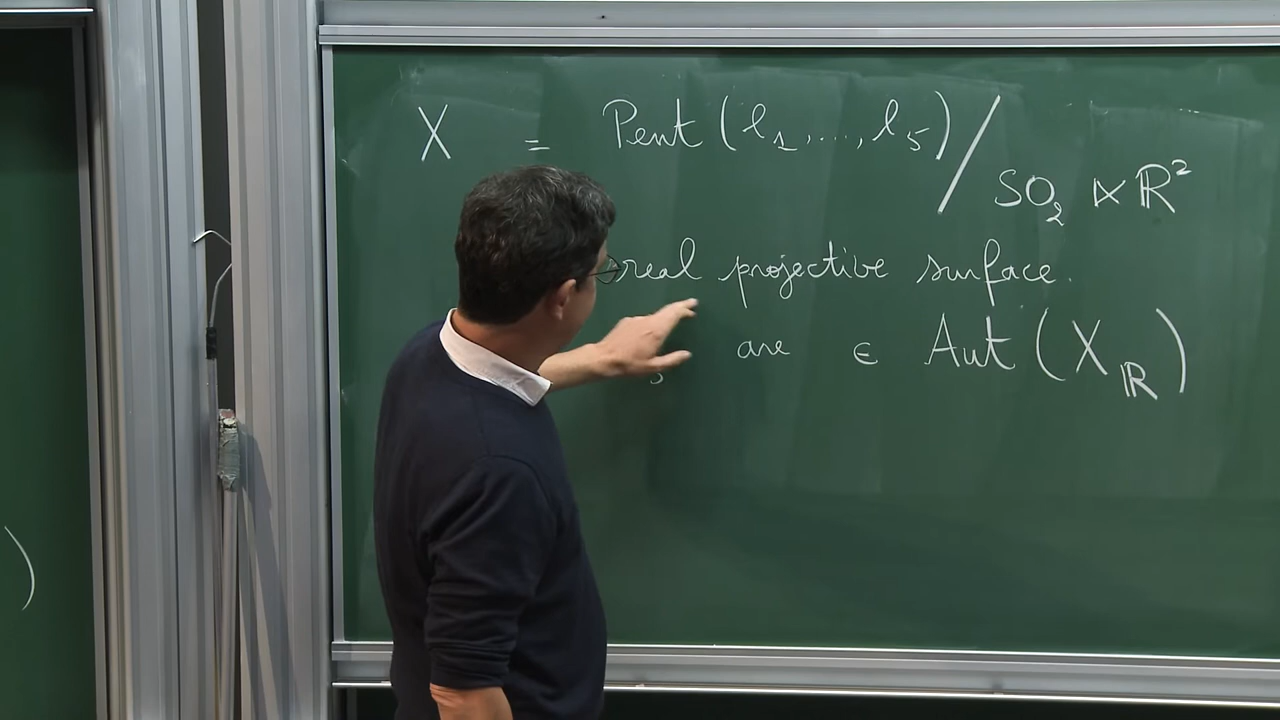 X = Pent (l₁, ..., l₅) / SO₂ ⋉ ℝ²
real projective surface.
are ∈ Aut (X_ℝ)
)